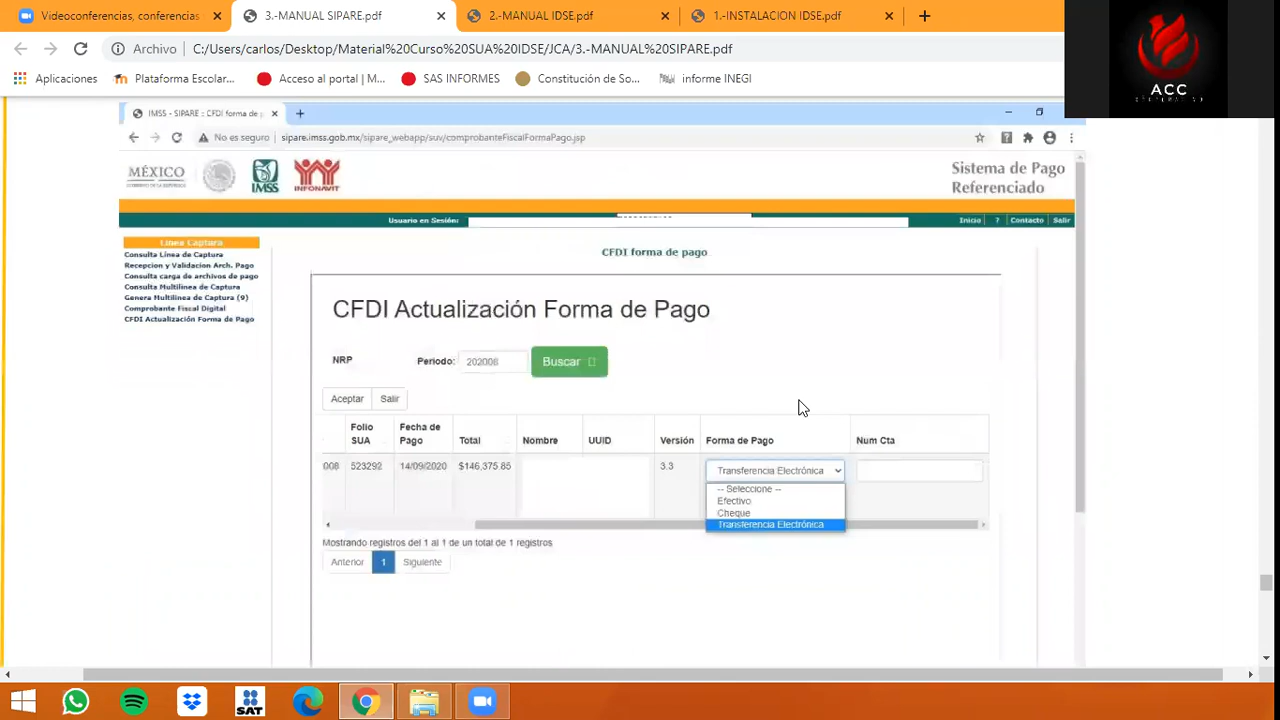 Videoconferencias, conferencias
3.-MANUAL SIPARE.pdf
2.-MANUAL IDSE.pdf
1.-INSTALACION IDSE.pdf
Archivo
C:/Users/carlos/Desktop/Material%20Curso%20SUA%20IDSE/JCA/3.-MANUAL%20SIPARE.pdf
Aplicaciones
Plataforma Escolar...
Acceso al portal | M...
SAS INFORMES
Constitución de So...
informe INEGI
ACC
IMSS - SIPARE :: CFDI forma de
No es seguro
sipare.imss.gob.mx/sipare_webapp/suv/comprobanteFiscalFormaPago.jsp
MÉXICO
IMSS
INFONAVIT
Sistema de Pago
Referenciado
Usuario en Sesión:
Inicio ? Contacto Salir
Linea Captura
Consulta Línea de Captura
Recepcion y Validacion Arch. Pago
Consulta carga de archivos de pago
Consulta Multilinea de Captura
Genera Multilinea de Captura (9)
Comprobante Fiscal Digital
CFDI Actualización Forma de Pago
CFDI forma de pago
CFDI Actualización Forma de Pago
NRP
Periodo:
202008
Buscar
Aceptar
Salir
Folio SUA
Fecha de Pago
Total
Nombre
UUID
Versión
Forma de Pago
Num Cta
008
523292
14/09/2020
$146,375.85
3.3
Transferencia Electrónica
-- Seleccione --
Efectivo
Cheque
Transferencia Electrónica
Mostrando registros del 1 al 1 de un total de 1 registros
Anterior
1
Siguiente
SAT